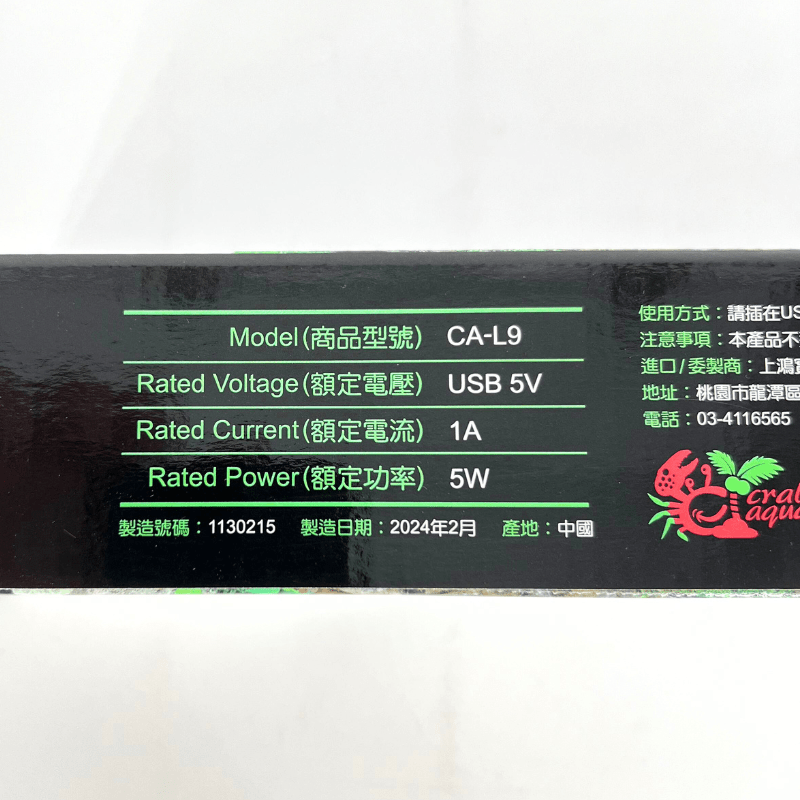 Model(商品型號) CA-L9
Rated Voltage(額定電壓) USB 5V
Rated Current(額定電流) 1A
Rated Power(額定功率) 5W
製造號碼：1130215 製造日期：2024年2月 產地：中國
使用方式：請插在US
注意事項：本產品不
進口/委製商：上鴻
地址：桃園市龍潭區
電話：03-4116565